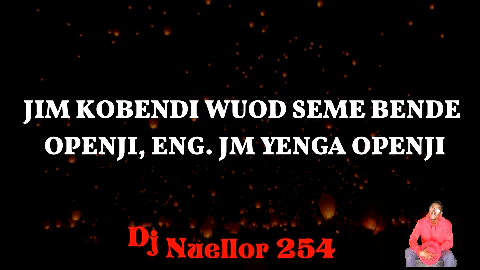 JIM KOBENDI WUOD SEME BENDE
OPENJI, ENG. JM YENGA OPENJI
Dj Nuellor 254